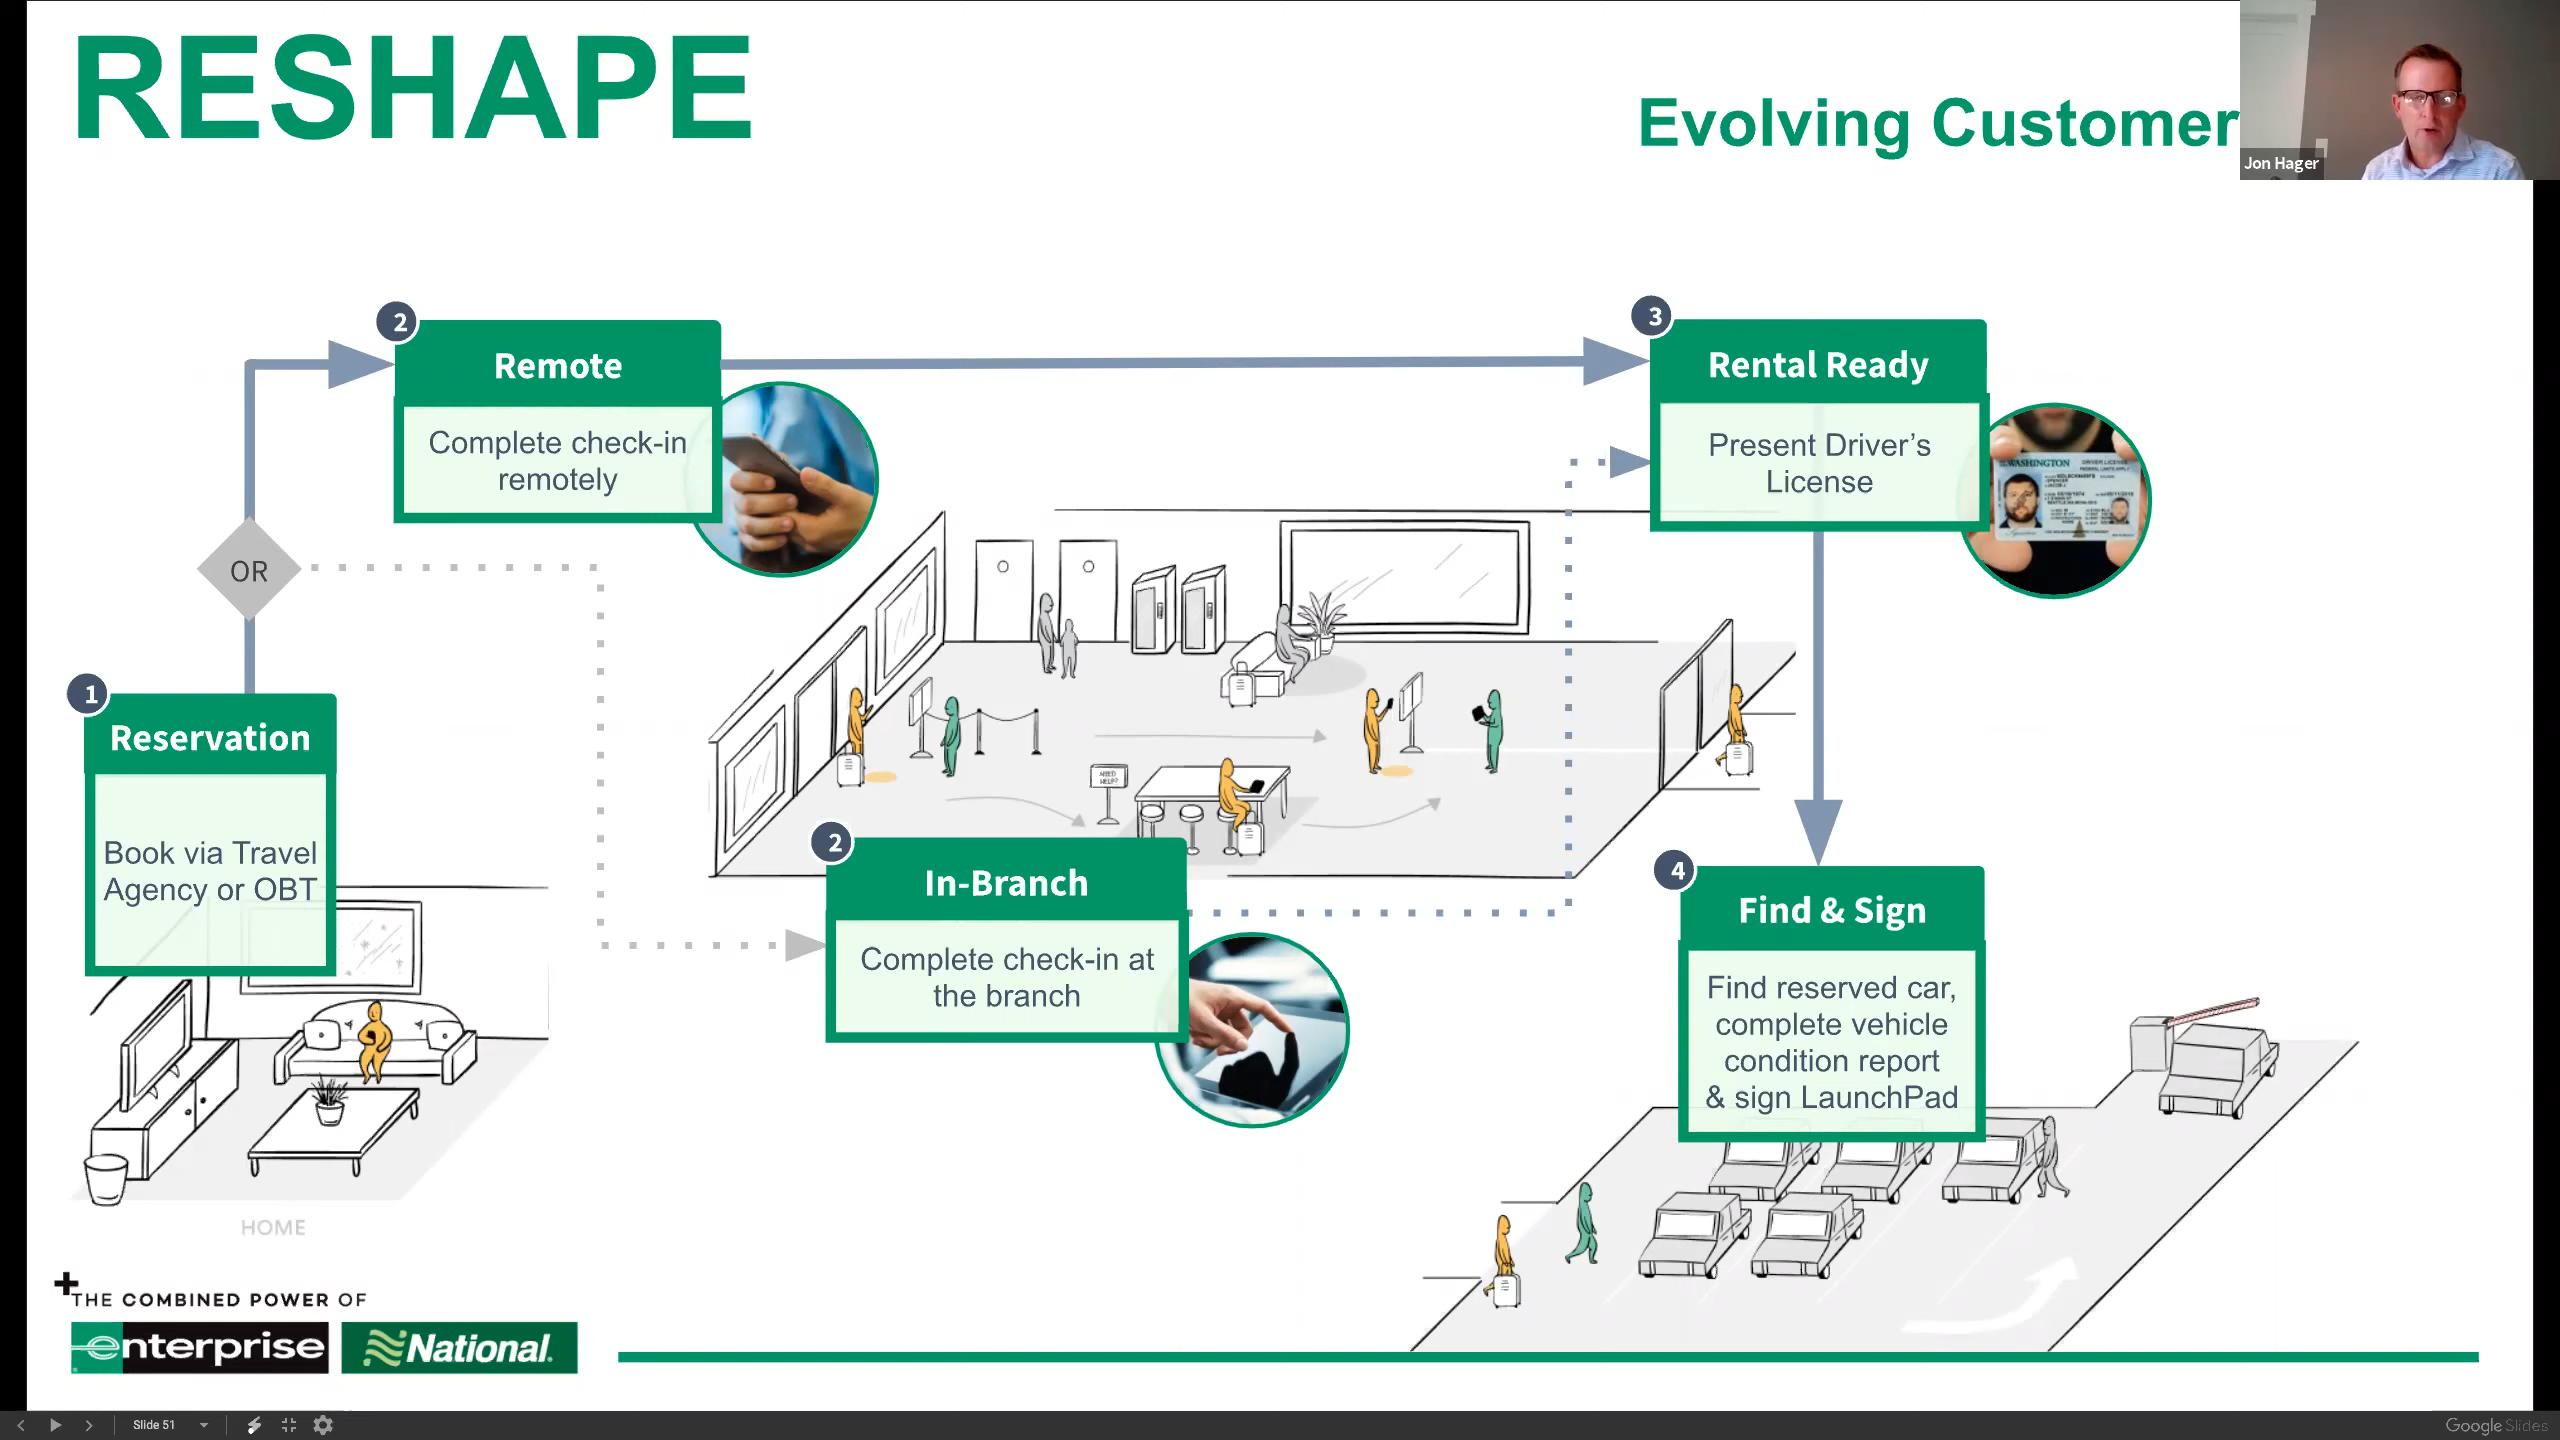 RESHAPE
Evolving Customer
Jon Hager
2
Remote
Complete check-in
remotely
3
Rental Ready
Present Driver's
License
WASHINGTON
OR
1
Reservation
Book via Travel
Agency or OBT
NEED
HELP?
2
In-Branch
Complete check-in at
the branch
4
Find & Sign
Find reserved car,
complete vehicle
condition report
& sign LaunchPad
HOME
+THE COMBINED POWER OF
enterprise
National.
Slide 51
Google Slides